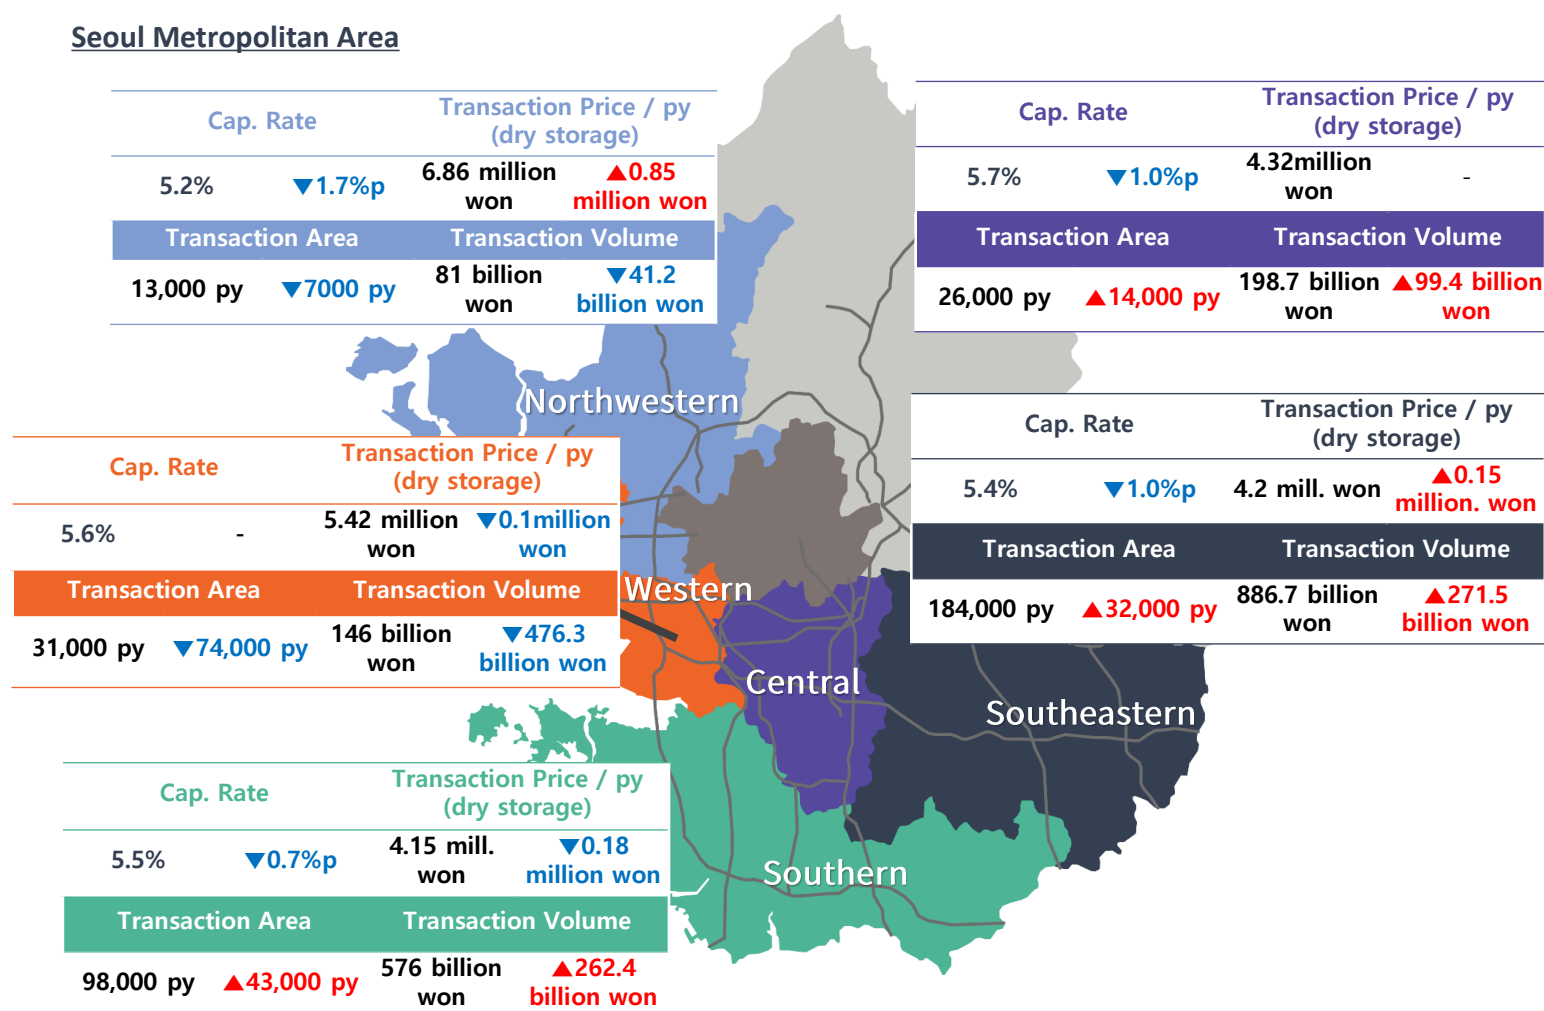 Seoul Metropolitan Area
Cap. Rate
Transaction Price / py
(dry storage)
5.2%
▼1.7%p
6.86 million
won
▲0.85
million won
Transaction Area
Transaction Volume
13,000 py
▼7000 py
81 billion
won
▼41.2
billion won
Cap. Rate
Transaction Price / py
(dry storage)
5.7%
▼1.0%p
4.32million
won
-
Transaction Area
Transaction Volume
26,000 py
▲14,000 py
198.7 billion
won
▲99.4 billion
won
Northwestern
Cap. Rate
Transaction Price / py
(dry storage)
5.6%
-
5.42 million
won
▼0.1million
won
Transaction Area
Transaction Volume
31,000 py
▼74,000 py
146 billion
won
▼476.3
billion won
Western
Cap. Rate
Transaction Price / py
(dry storage)
5.4%
▼1.0%p
4.2 mill. won
▲0.15
million. won
Transaction Area
Transaction Volume
184,000 py
▲32,000 py
886.7 billion
won
▲271.5
billion won
Central
Southeastern
Cap. Rate
Transaction Price / py
(dry storage)
5.5%
▼0.7%p
4.15 mill.
won
▼0.18
million won
Transaction Area
Transaction Volume
98,000 py
▲43,000 py
576 billion
won
▲262.4
billion won
Southern